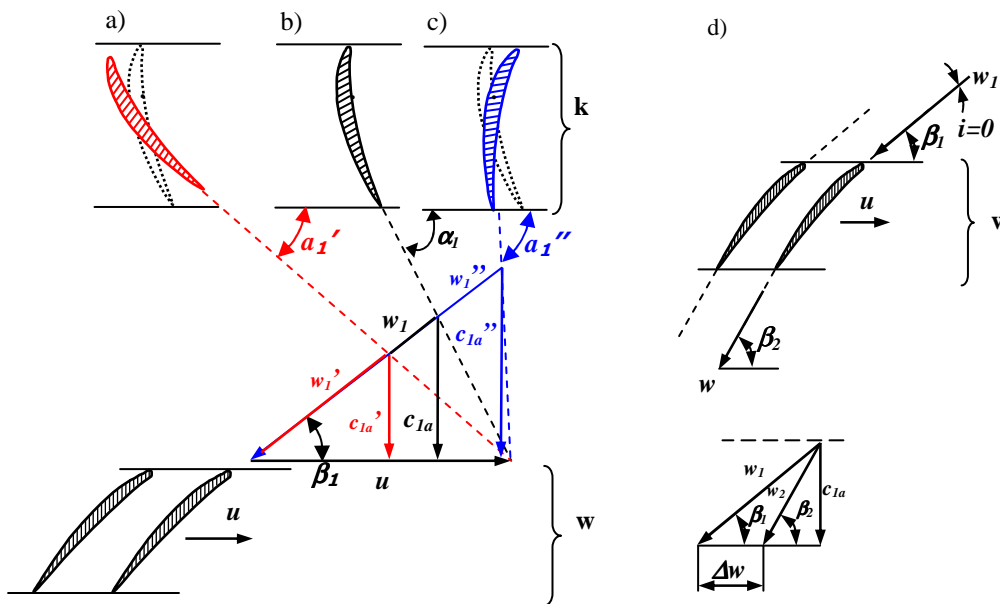 a)
b)
c)
d)
k
w1
i=0
β1
u
w
a1'
α1
a1''
w1''
w1
c1a''
w1'
c1a'
c1a
β1
u
u
w
β2
w
w1
w2
c1a
β1
β2
Δw